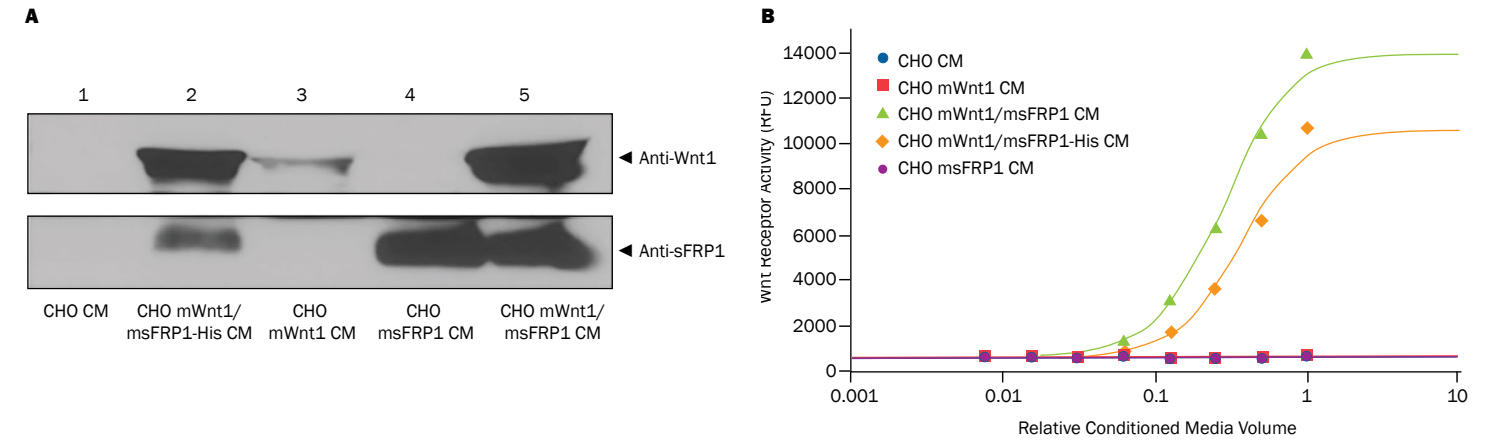 A
1 2 3 4 5
◄ Anti-Wnt1
◄ Anti-sFRP1
CHO CM
CHO mWnt1/
msFRP1-His CM
CHO
mWnt1 CM
CHO
msFRP1 CM
CHO mWnt1/
msFRP1 CM
B
Wnt Receptor Activity (RFU)
14000
12000
10000
8000
6000
4000
2000
0
CHO CM
CHO mWnt1 CM
CHO mWnt1/msFRP1 CM
CHO mWnt1/msFRP1-His CM
CHO msFRP1 CM
0.001 0.01 0.1 1 10
Relative Conditioned Media Volume